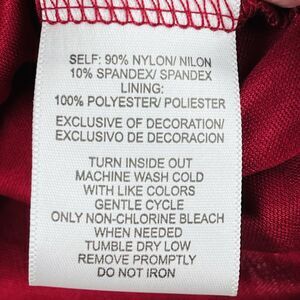 SELF: 90% NYLON/ NILON
10% SPANDEX/ SPANDEX
LINING:
100% POLYESTER/ POLIESTER
EXCLUSIVE OF DECORATION/
EXCLUSIVO DE DECORACION
TURN INSIDE OUT
MACHINE WASH COLD
WITH LIKE COLORS
GENTLE CYCLE
ONLY NON-CHLORINE BLEACH
WHEN NEEDED
TUMBLE DRY LOW
REMOVE PROMPTLY
DO NOT IRON